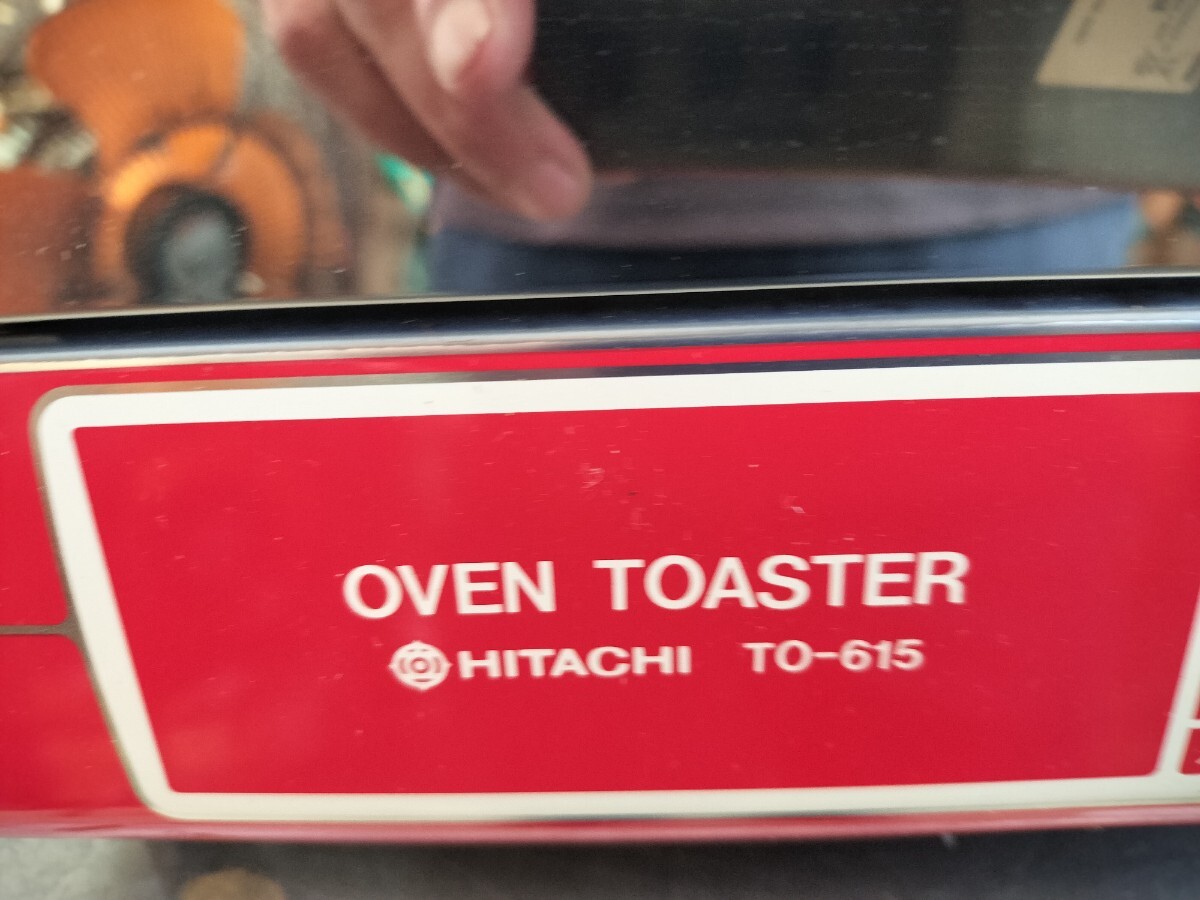 OVEN TOASTER
HITACHI TO-615